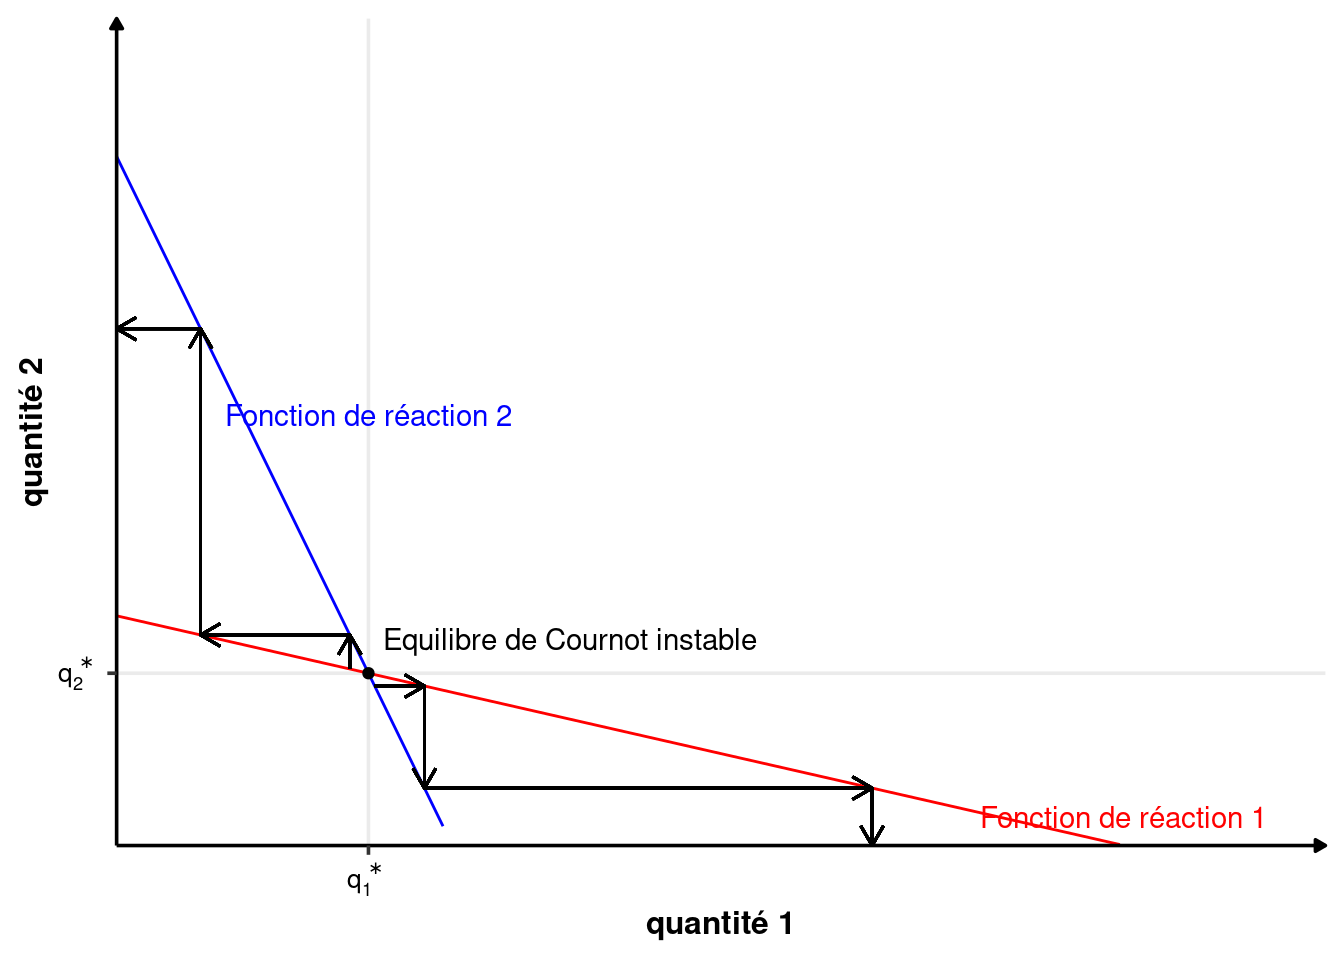 quantité 2
Fonction de réaction 2
Equilibre de Cournot instable
q₂*
Fonction de réaction 1
q₁*
quantité 1